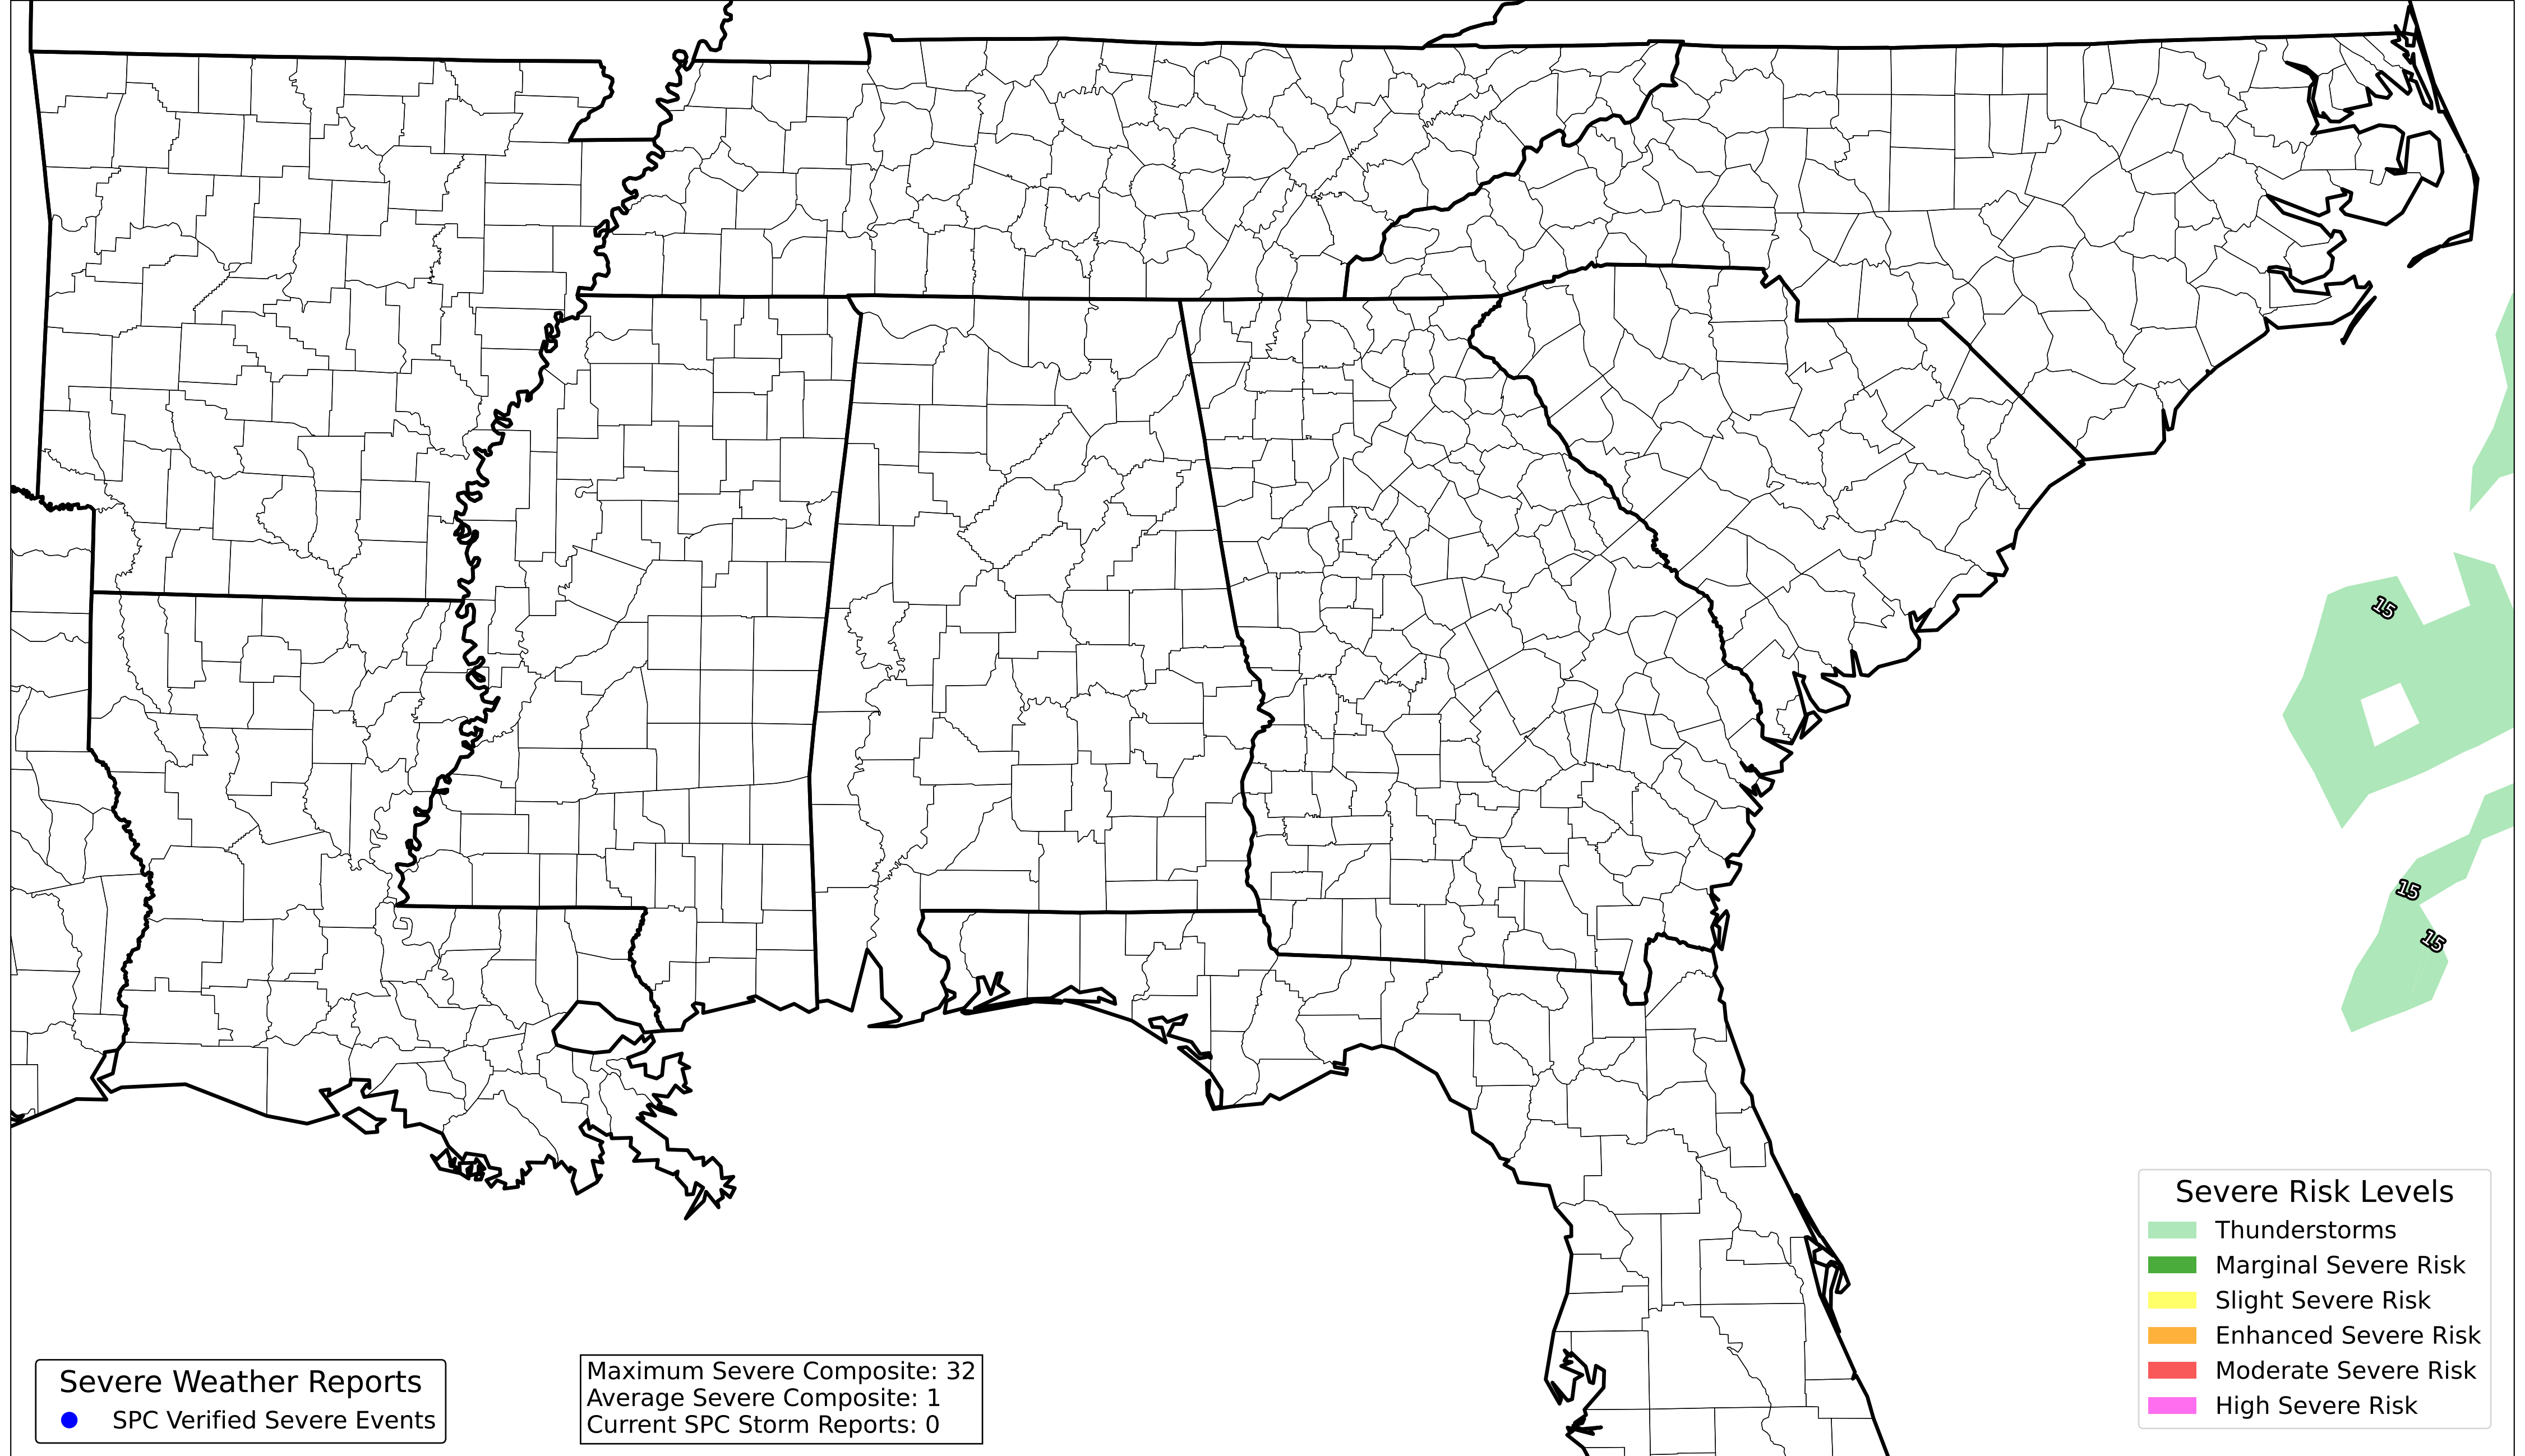 15
15
15
Severe Risk Levels
Thunderstorms
Marginal Severe Risk
Slight Severe Risk
Enhanced Severe Risk
Moderate Severe Risk
High Severe Risk
Severe Weather Reports
SPC Verified Severe Events
Maximum Severe Composite: 32
Average Severe Composite: 1
Current SPC Storm Reports: 0